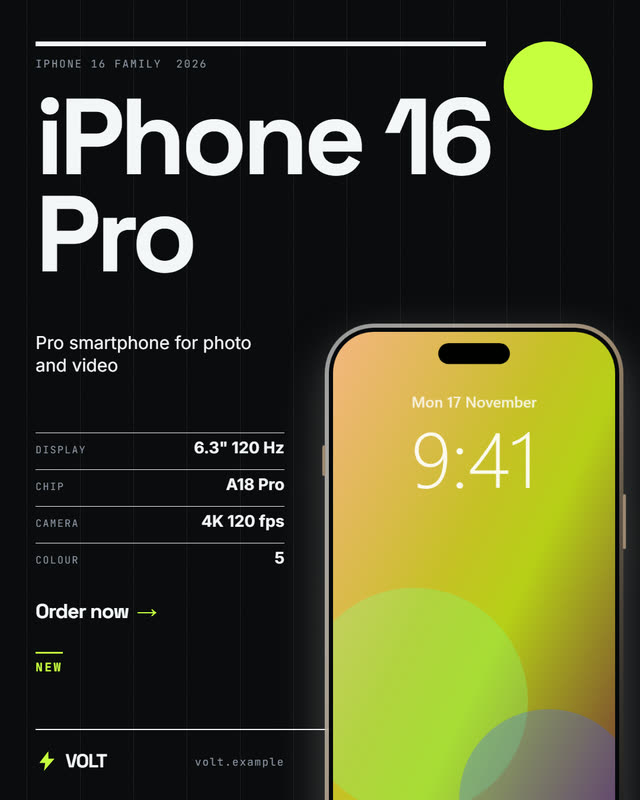 IPHONE 16 FAMILY 2026
iPhone 16
Pro
Pro smartphone for photo
and video
DISPLAY 6.3" 120 Hz
CHIP A18 Pro
CAMERA 4K 120 fps
COLOUR 5
Order now →
NEW
VOLT volt.example
Mon 17 November
9:41